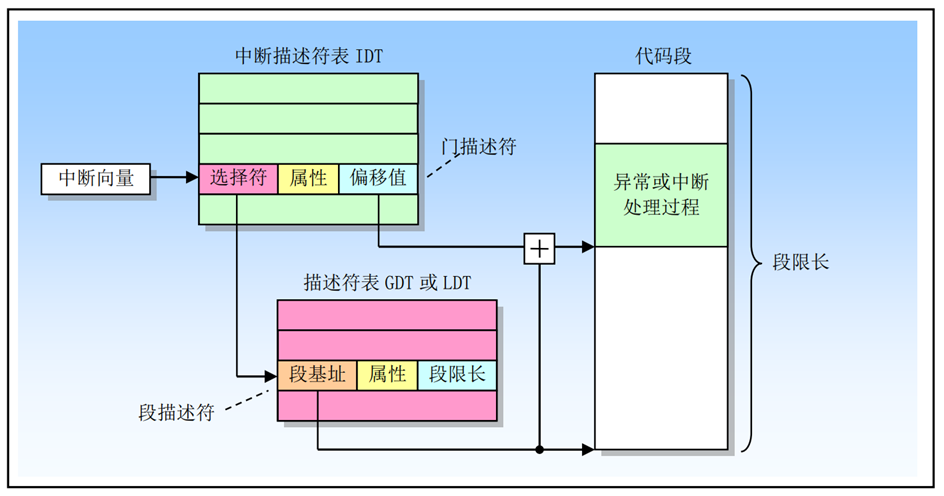 中断描述符表 IDT
代码段
门描述符
中断向量
选择符
属性
偏移值
异常或中断
处理过程
段限长
描述符表 GDT 或 LDT
段基址
属性
段限长
段描述符